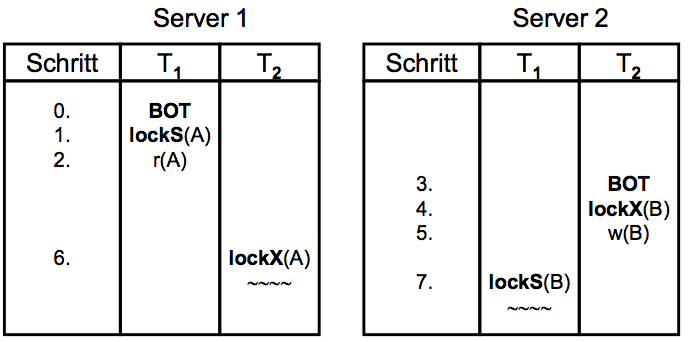 Server 1
Schritt T1 T2
0. BOT
1. lockS(A)
2. r(A)
6. lockX(A)
~~~~
Server 2
Schritt T1 T2
3. BOT
4. lockX(B)
5. w(B)
7. lockS(B)
~~~~